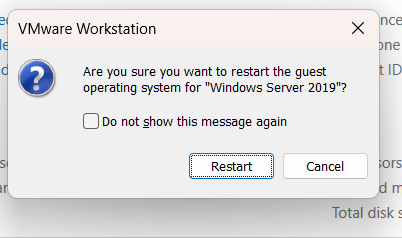 VMware Workstation
Are you sure you want to restart the guest
operating system for "Windows Server 2019"?
Do not show this message again
Restart
Cancel
Total disk s